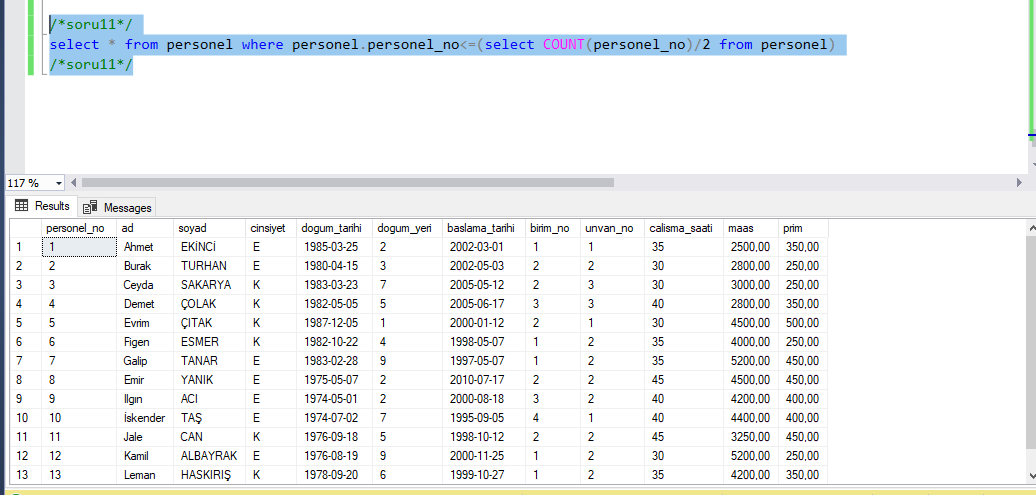 /*soru11*/
select * from personel where personel.personel_no<=(select COUNT(personel_no)/2 from personel)
/*soru11*/
117 %
Results Messages
personel_no ad soyad cinsiyet dogum_tarihi dogum_yeri baslama_tarihi birim_no unvan_no calisma_saati maas prim
1 1 Ahmet EKİNCİ E 1985-03-25 2 2002-03-01 1 1 35 2500,00 350,00
2 2 Burak TURHAN E 1980-04-15 3 2002-05-03 2 2 30 2800,00 250,00
3 3 Ceyda SAKARYA K 1983-03-23 7 2005-05-12 2 3 30 3000,00 250,00
4 4 Demet ÇOLAK K 1982-05-05 5 2005-06-17 3 3 40 2800,00 350,00
5 5 Evrim ÇITAK K 1987-12-05 1 2000-01-12 2 1 30 4500,00 500,00
6 6 Figen ESMER K 1982-10-22 4 1998-05-07 1 2 35 4000,00 250,00
7 7 Galip TANAR E 1983-02-28 9 1997-05-07 1 2 35 5200,00 450,00
8 8 Emir YANIK E 1975-05-07 2 2010-07-17 2 2 45 4500,00 450,00
9 9 Ilgın ACI E 1974-05-01 2 2000-08-18 3 2 40 4200,00 400,00
10 10 İskender TAŞ E 1974-07-02 7 1995-09-05 4 1 40 4400,00 400,00
11 11 Jale CAN K 1976-09-18 5 1998-10-12 2 2 45 3250,00 450,00
12 12 Kamil ALBAYRAK E 1976-08-19 9 2000-11-25 1 2 30 5200,00 250,00
13 13 Leman HASKIRIŞ K 1978-09-20 6 1999-10-27 1 2 35 4200,00 350,00